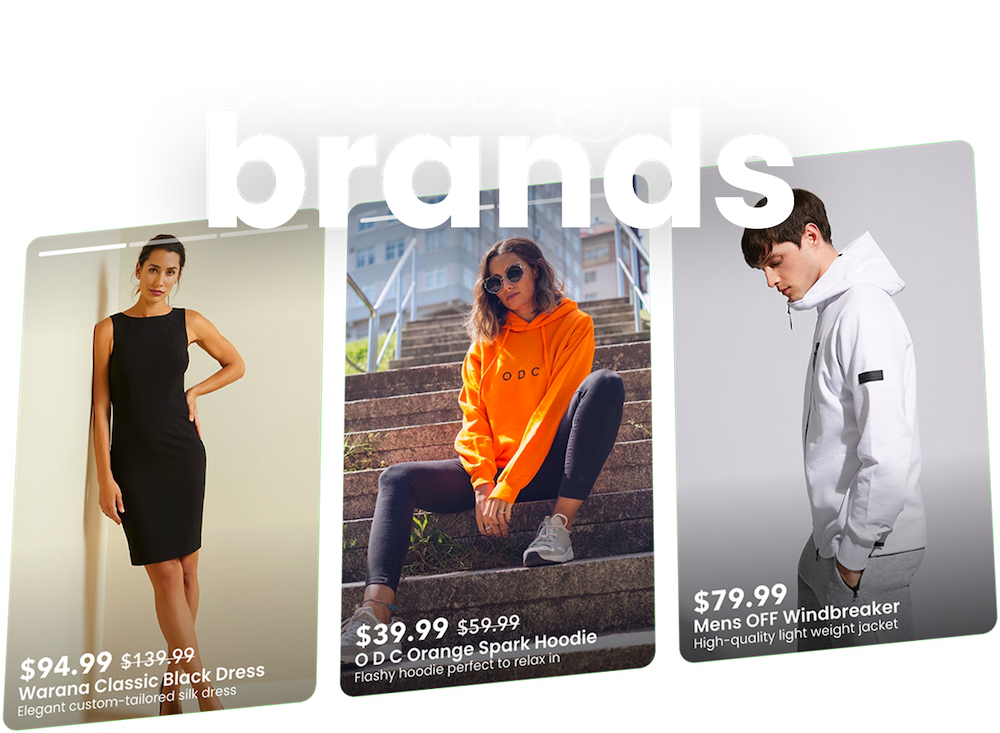 brands
$94.99 $139.99
Warana Classic Black Dress
Elegant custom-tailored silk dress
O D C
$39.99 $59.99
O D C Orange Spark Hoodie
Flashy hoodie perfect to relax in
$79.99
Mens OFF Windbreaker
High-quality light weight jacket